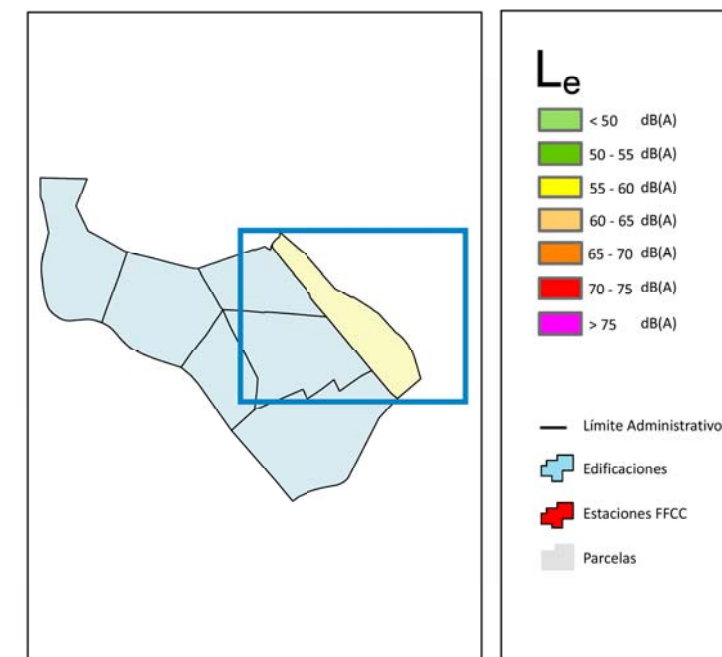 Le
< 50 dB(A)
50 - 55 dB(A)
55 - 60 dB(A)
60 - 65 dB(A)
65 - 70 dB(A)
70 - 75 dB(A)
> 75 dB(A)
Límite Administrativo
Edificaciones
Estaciones FFCC
Parcelas